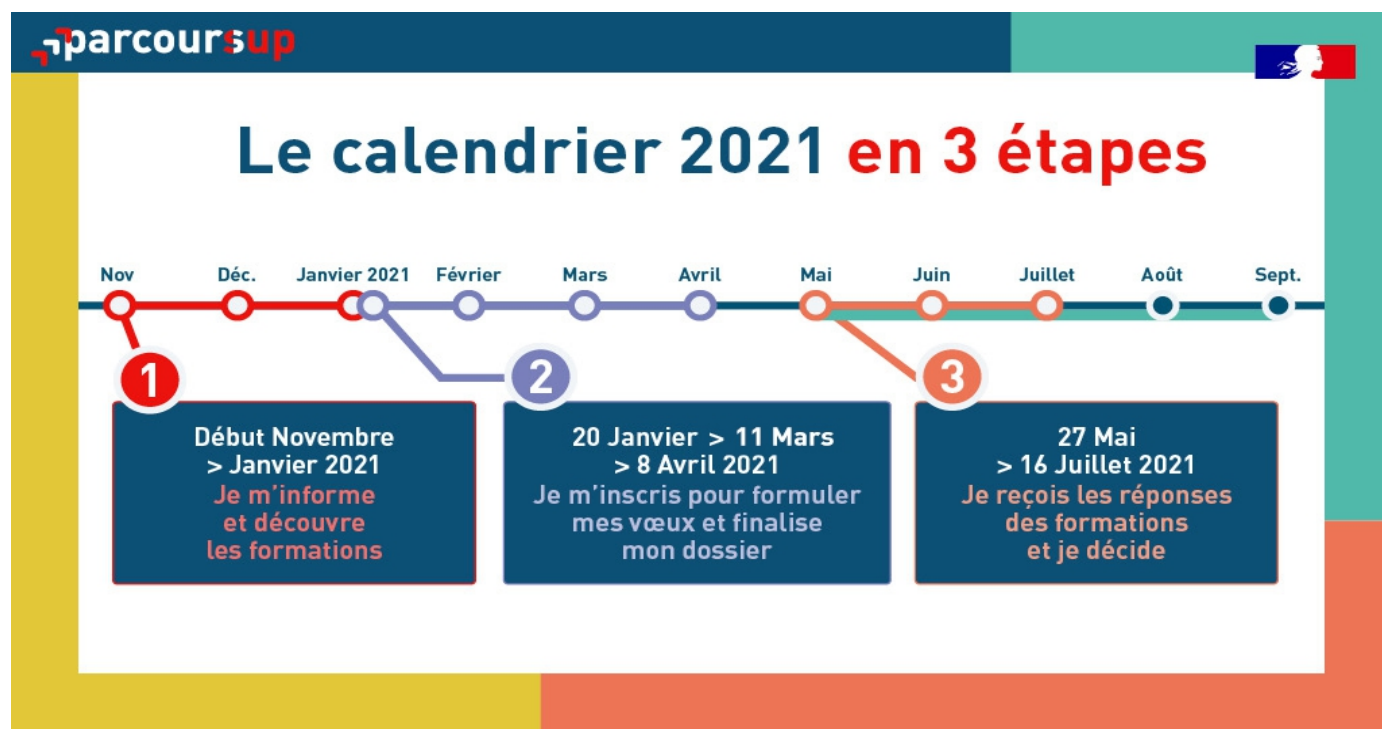 parcoursup
Le calendrier 2021 en 3 étapes
Nov Déc. Janvier 2021 Février Mars Avril Mai Juin Juillet Août Sept.
1
Début Novembre
> Janvier 2021
Je m’informe
et découvre
les formations
2
20 Janvier > 11 Mars
> 8 Avril 2021
Je m’inscris pour formuler
mes vœux et finalise
mon dossier
3
27 Mai
> 16 Juillet 2021
Je reçois les réponses
des formations
et je décide